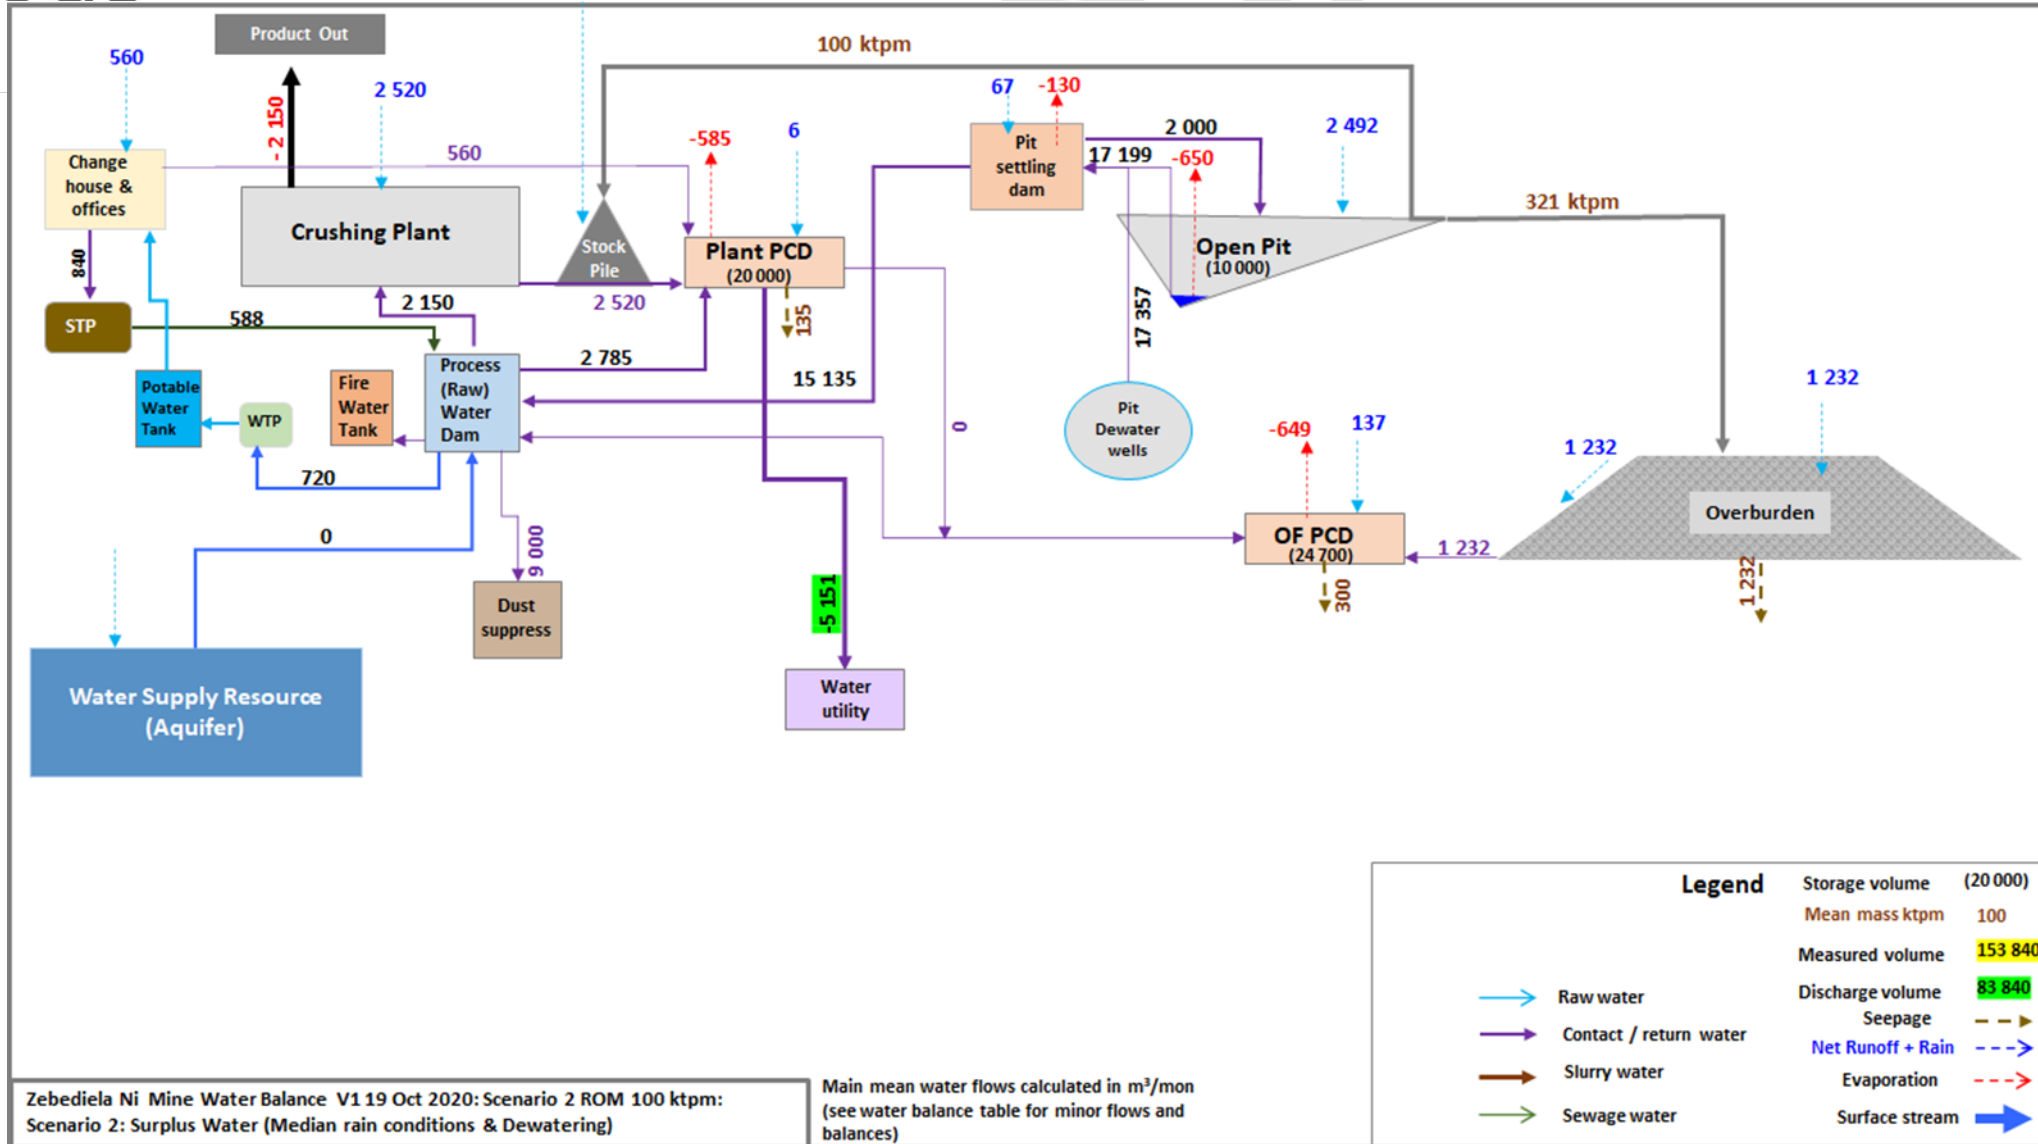 Product Out
100 ktpm
560
- 2 150
2 520
67
-130
-585
6
2 000
2 492
Pit
settling
dam
17 199
-650
560
Change
house &
offices
321 ktpm
Crushing Plant
Stock
Pile
Plant PCD
(20 000)
Open Pit
(10 000)
840
2 150
2 520
135
17 357
STP
588
2 785
Process
(Raw)
Water
Dam
15 135
Potable
Water
Tank
WTP
Fire
Water
Tank
Pit
Dewater
wells
0
1 232
-649
137
1 232
720
Overburden
0
9 000
OF PCD
(24 700)
1 232
300
1 232
Dust
suppress
-5 151
Water Supply Resource
(Aquifer)
Water
utility
Legend
Storage volume (20 000)
Mean mass ktpm 100
Measured volume 153 840
Discharge volume 83 840
Seepage
Net Runoff + Rain
Evaporation
Surface stream
Raw water
Contact / return water
Slurry water
Sewage water
Zebediela Ni Mine Water Balance V1 19 Oct 2020: Scenario 2 ROM 100 ktpm:
Scenario 2: Surplus Water (Median rain conditions & Dewatering)
Main mean water flows calculated in m³/mon
(see water balance table for minor flows and
balances)